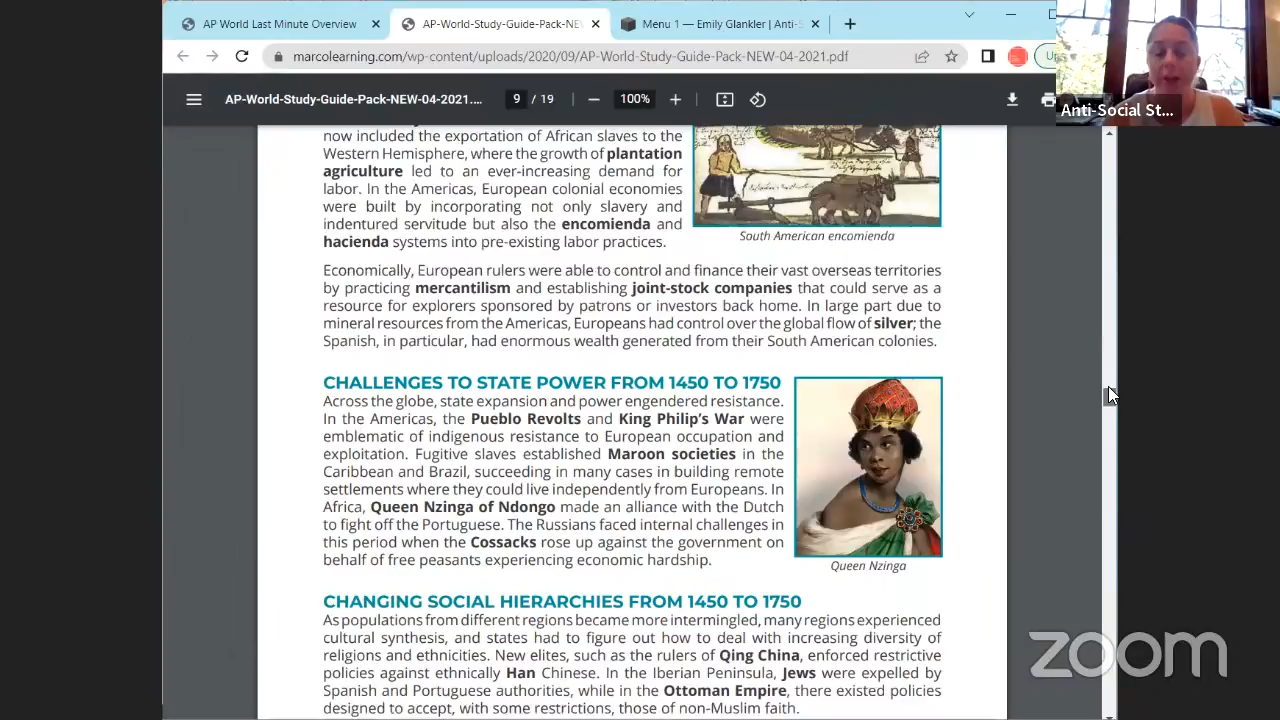 AP World Last Minute Overview
AP-World-Study-Guide-Pack-NEW
Menu 1 — Emily Glankler | Anti-S
marcolearning.com/wp-content/uploads/2020/09/AP-World-Study-Guide-Pack-NEW-04-2021.pdf
AP-World-Study-Guide-Pack-NEW-04-2021....
9 / 19
100%
Anti-Social St...
now included the exportation of African slaves to the
Western Hemisphere, where the growth of plantation
agriculture led to an ever-increasing demand for
labor. In the Americas, European colonial economies
were built by incorporating not only slavery and
indentured servitude but also the encomienda and
hacienda systems into pre-existing labor practices.
South American encomienda
Economically, European rulers were able to control and finance their vast overseas territories
by practicing mercantilism and establishing joint-stock companies that could serve as a
resource for explorers sponsored by patrons or investors back home. In large part due to
mineral resources from the Americas, Europeans had control over the global flow of silver; the
Spanish, in particular, had enormous wealth generated from their South American colonies.
CHALLENGES TO STATE POWER FROM 1450 TO 1750
Across the globe, state expansion and power engendered resistance.
In the Americas, the Pueblo Revolts and King Philip's War were
emblematic of indigenous resistance to European occupation and
exploitation. Fugitive slaves established Maroon societies in the
Caribbean and Brazil, succeeding in many cases in building remote
settlements where they could live independently from Europeans. In
Africa, Queen Nzinga of Ndongo made an alliance with the Dutch
to fight off the Portuguese. The Russians faced internal challenges in
this period when the Cossacks rose up against the government on
behalf of free peasants experiencing economic hardship.
Queen Nzinga
CHANGING SOCIAL HIERARCHIES FROM 1450 TO 1750
As populations from different regions became more intermingled, many regions experienced
cultural synthesis, and states had to figure out how to deal with increasing diversity of
religions and ethnicities. New elites, such as the rulers of Qing China, enforced restrictive
policies against ethnically Han Chinese. In the Iberian Peninsula, Jews were expelled by
Spanish and Portuguese authorities, while in the Ottoman Empire, there existed policies
designed to accept, with some restrictions, those of non-Muslim faith.
zoom